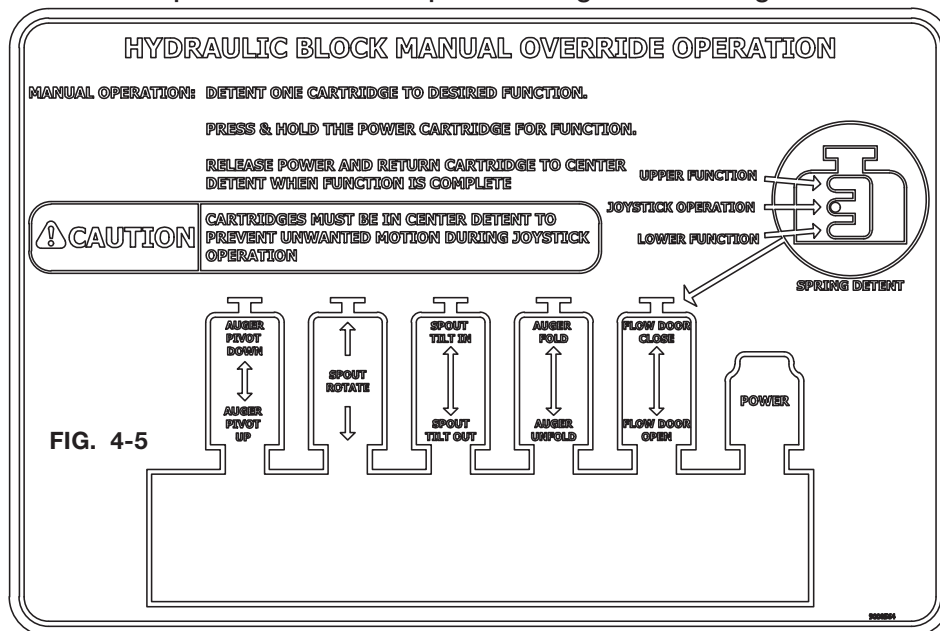 HYDRAULIC BLOCK MANUAL OVERRIDE OPERATION
MANUAL OPERATION: DETENT ONE CARTRIDGE TO DESIRED FUNCTION.
PRESS & HOLD THE POWER CARTRIDGE FOR FUNCTION.
RELEASE POWER AND RETURN CARTRIDGE TO CENTER
DETENT WHEN FUNCTION IS COMPLETE
UPPER FUNCTION
JOYSTICK OPERATION
LOWER FUNCTION
SPRING DETENT
CAUTION
CARTRIDGES MUST BE IN CENTER DETENT TO
PREVENT UNWANTED MOTION DURING JOYSTICK
OPERATION
AUGER
PIVOT
DOWN
AUGER
PIVOT
UP
SPOUT
ROTATE
SPOUT
TILT IN
SPOUT
TILT OUT
AUGER
FOLD
AUGER
UNFOLD
FLOW DOOR
CLOSE
FLOW DOOR
OPEN
POWER
FIG. 4-5